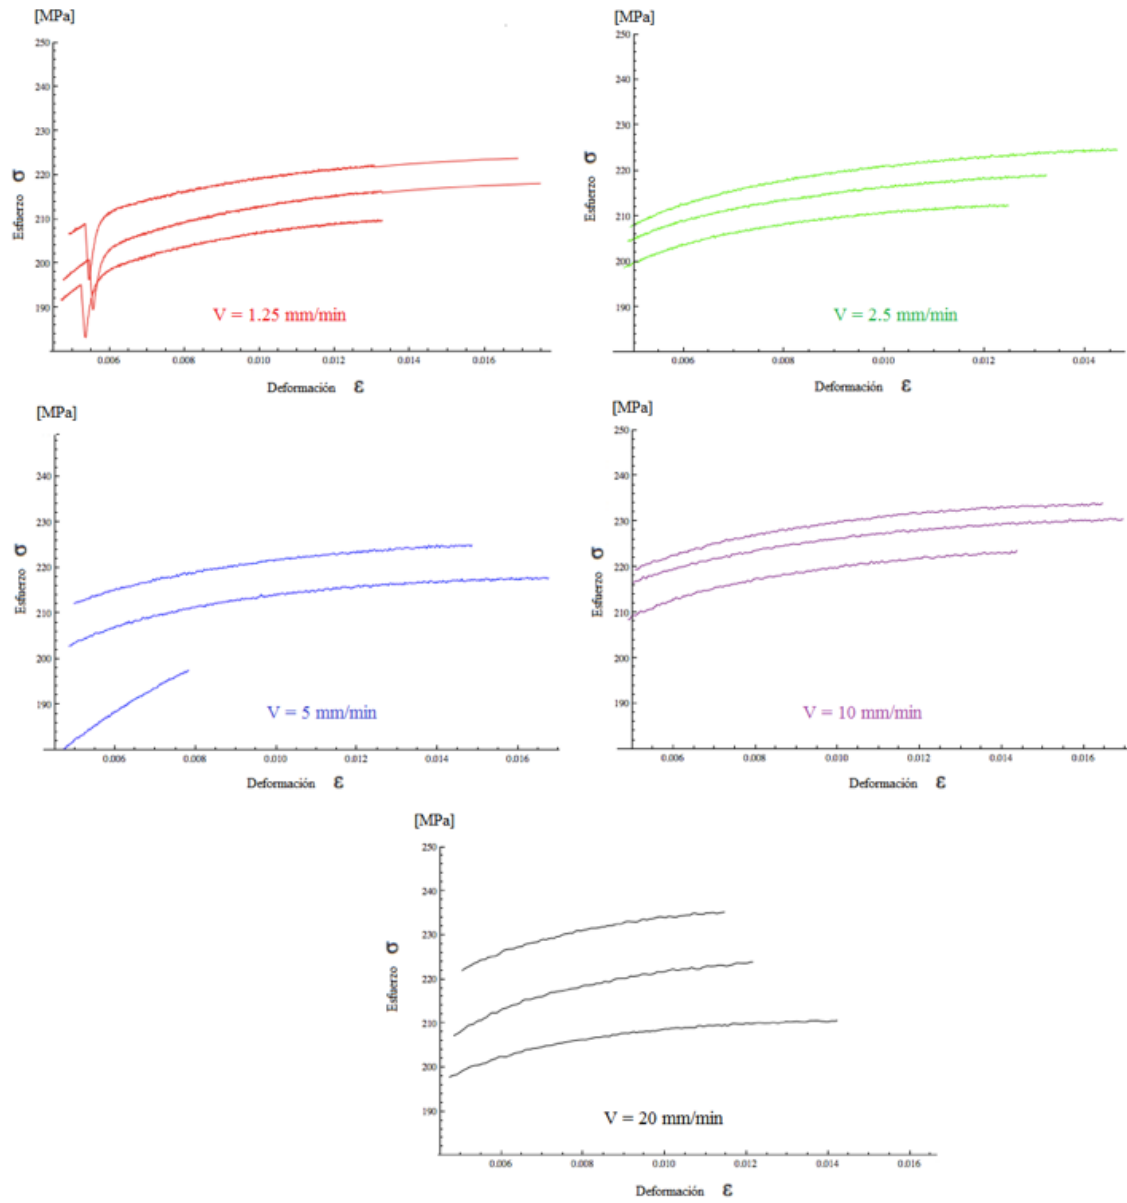 [MPa]
250
240
230
220
210
200
190
Esfuerzo σ
0.006 0.008 0.010 0.012 0.014 0.016
V = 1.25 mm/min
Deformación ε
[MPa]
250
240
230
220
210
200
190
Esfuerzo σ
0.006 0.008 0.010 0.012 0.014
V = 2.5 mm/min
Deformación ε
[MPa]
240
230
220
210
200
190
Esfuerzo σ
0.006 0.008 0.010 0.012 0.014 0.016
V = 5 mm/min
Deformación ε
[MPa]
250
240
230
220
210
200
190
Esfuerzo σ
0.006 0.008 0.010 0.012 0.014 0.016
V = 10 mm/min
Deformación ε
[MPa]
250
240
230
220
210
200
190
Esfuerzo σ
0.006 0.008 0.010 0.012 0.014 0.016
V = 20 mm/min
Deformación ε